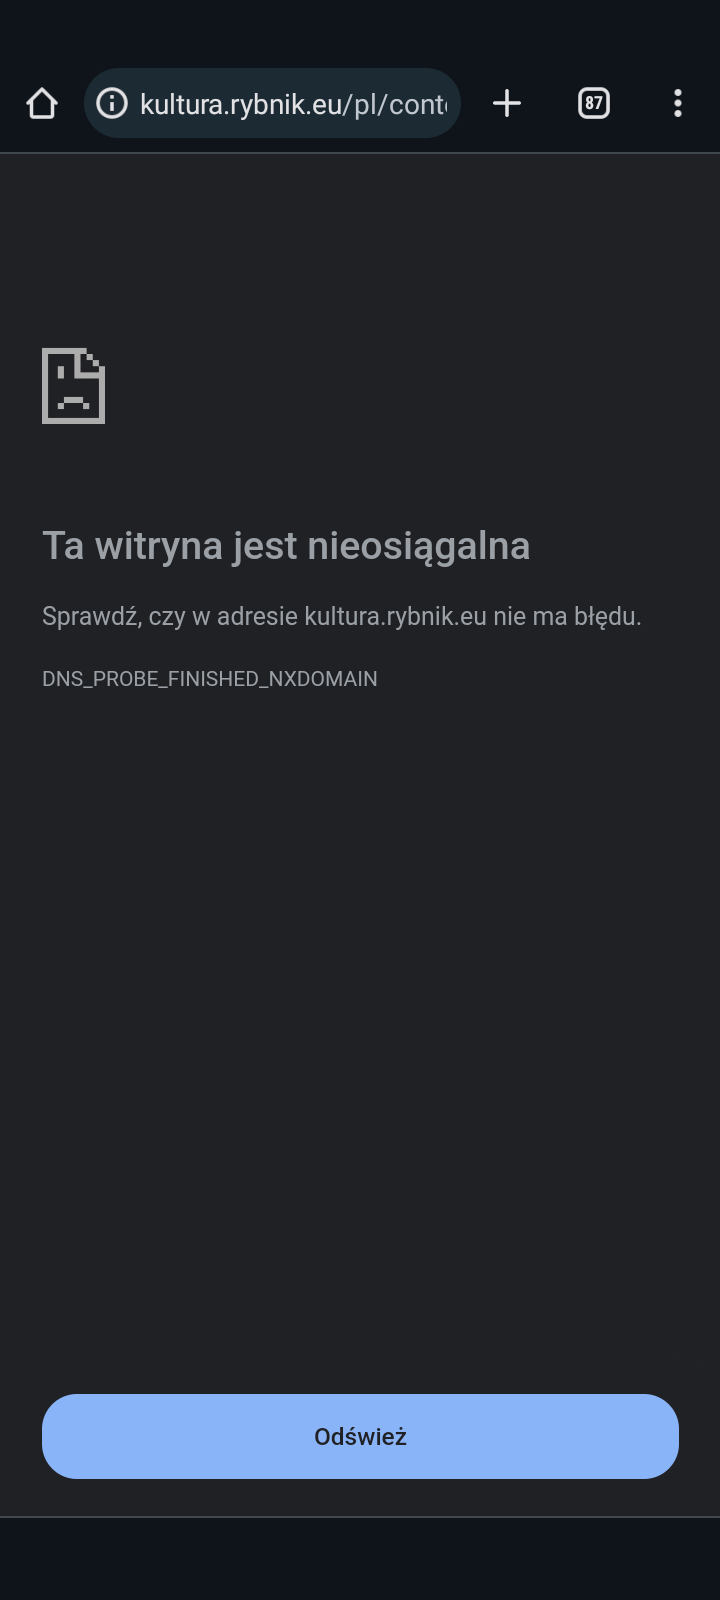 kultura.rybnik.eu/pl/cont
87
Ta witryna jest nieosiągalna
Sprawdź, czy w adresie kultura.rybnik.eu nie ma błędu.
DNS_PROBE_FINISHED_NXDOMAIN
Odśwież